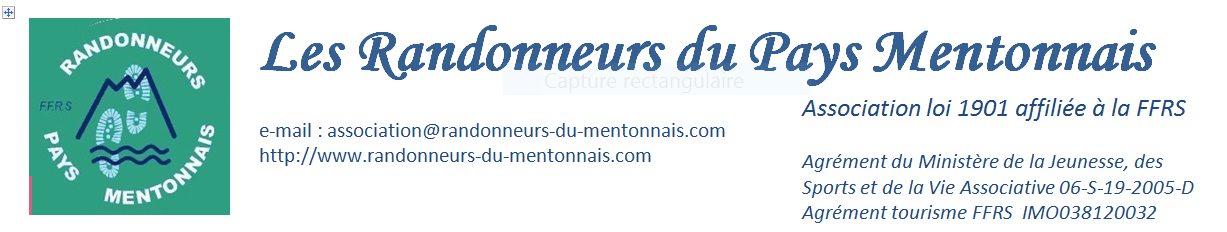 RANDONNEURS
F.F.R.S
PAYS
MENTONNAIS
Les Randonneurs du Pays Mentonnais
Capture rectangulaire
Association loi 1901 affiliée à la FFRS
e-mail : association@randonneurs-du-mentonnais.com
http://www.randonneurs-du-mentonnais.com
Agrément du Ministère de la Jeunesse, des
Sports et de la Vie Associative 06-S-19-2005-D
Agrément tourisme FFRS IMO038120032